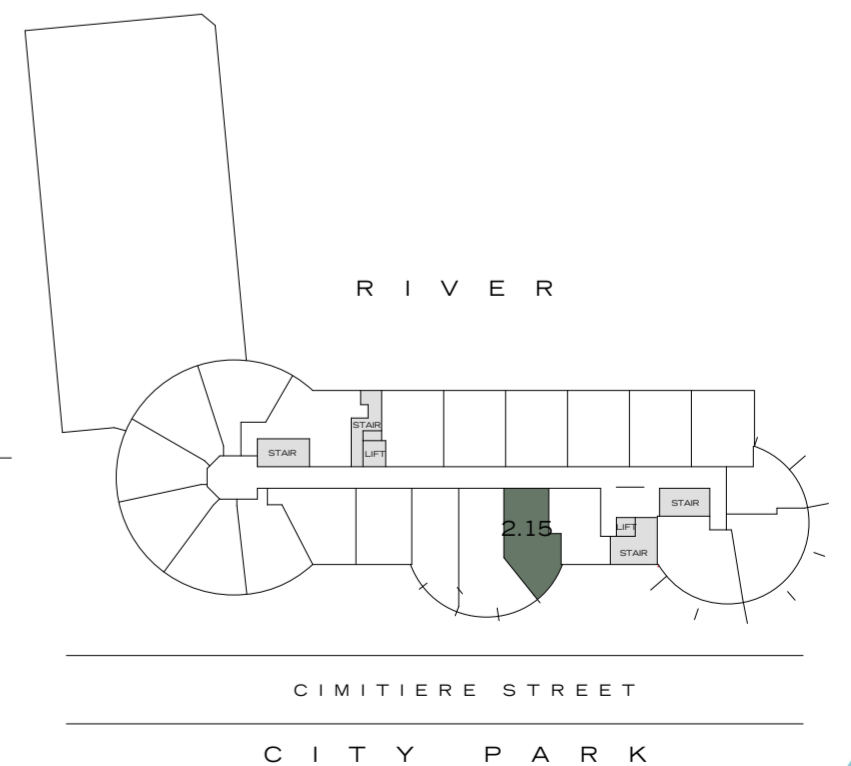 RIVER
STAIR
LIFT
STAIR
2.15
STAIR
LIFT
STAIR
CIMITIERE STREET
CITY PARK